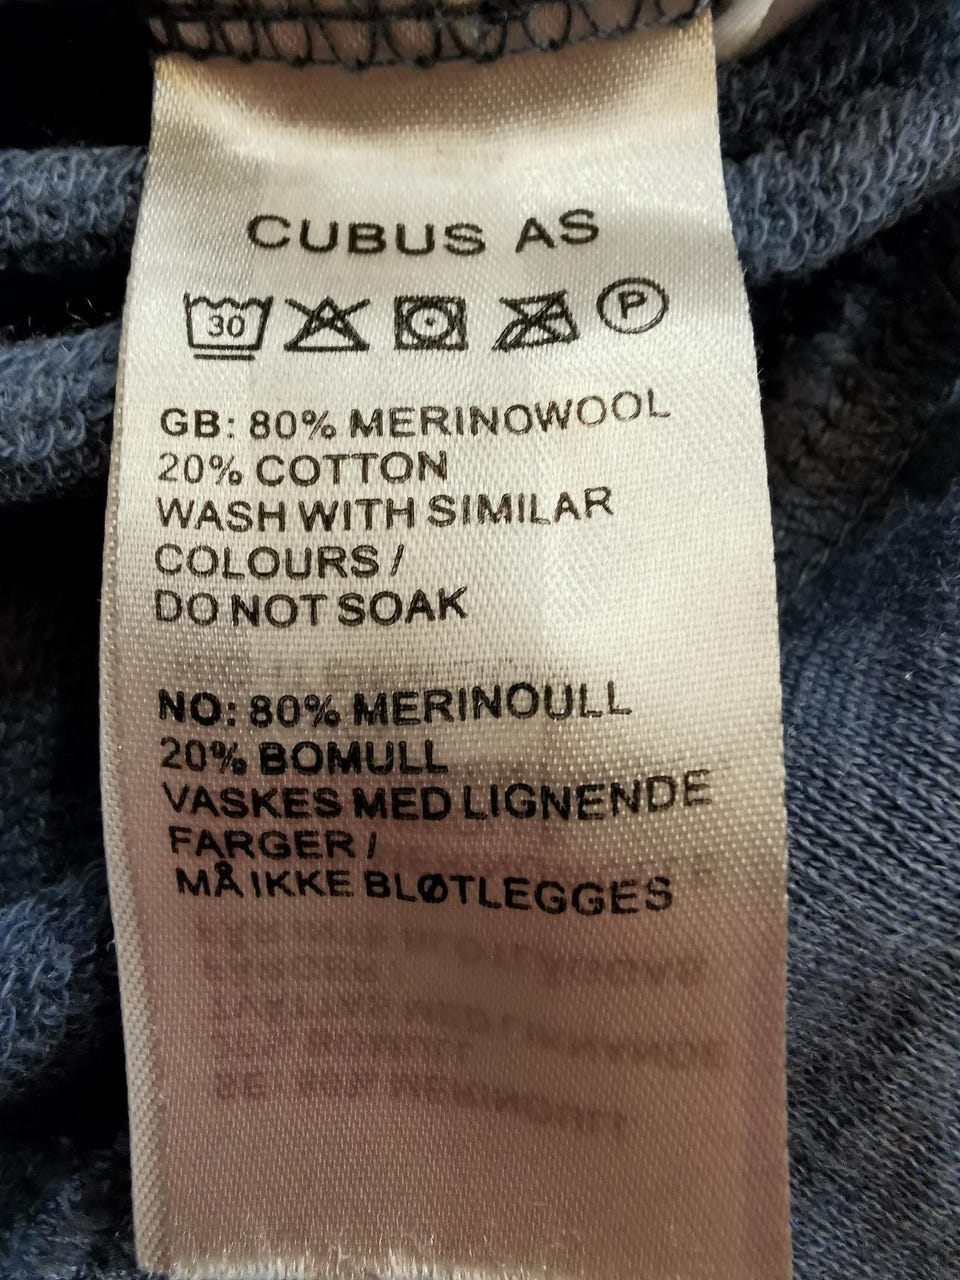 CUBUS AS
30 P
GB: 80% MERINOWOOL
20% COTTON
WASH WITH SIMILAR
COLOURS /
DO NOT SOAK
NO: 80% MERINOULL
20% BOMULL
VASKES MED LIGNENDE
FARGER /
MÅ IKKE BLØTLEGGES